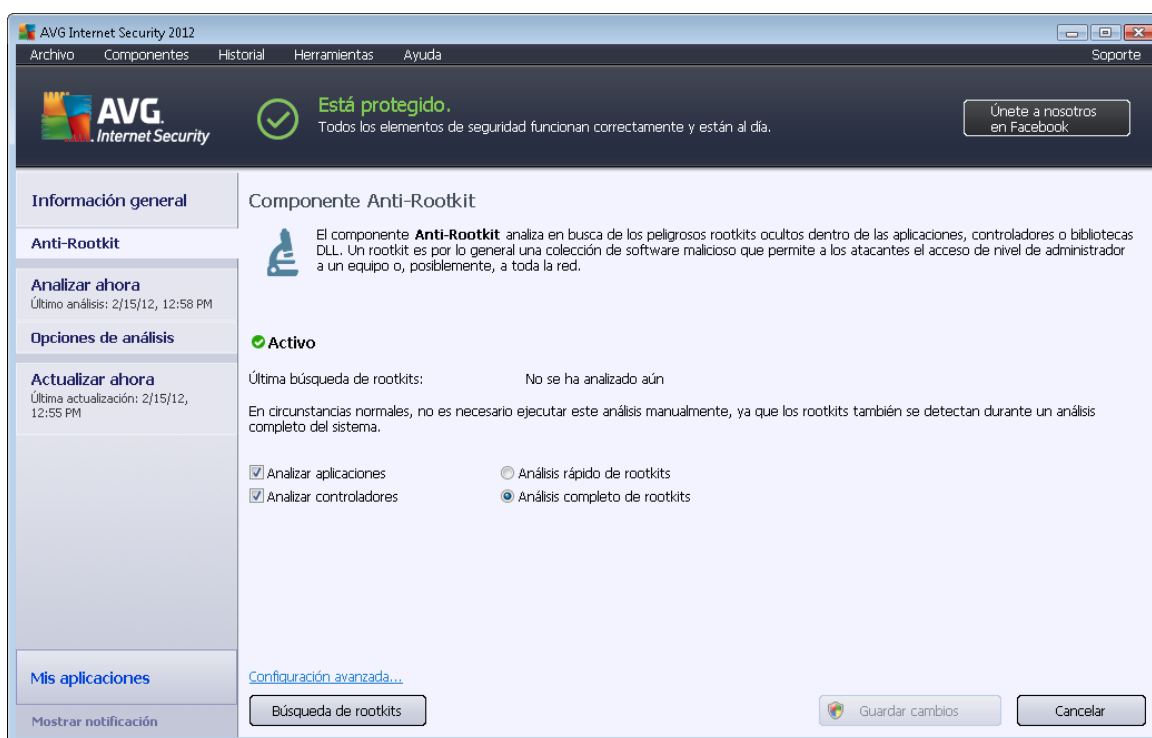 AVG Internet Security 2012
Archivo Componentes Historial Herramientas Ayuda Soporte
AVG.
Internet Security
Está protegido.
Todos los elementos de seguridad funcionan correctamente y están al día.
Únete a nosotros
en Facebook
Información general
Anti-Rootkit
Analizar ahora
Último análisis: 2/15/12, 12:58 PM
Opciones de análisis
Actualizar ahora
Última actualización: 2/15/12,
12:55 PM
Mis aplicaciones
Mostrar notificación
Componente Anti-Rootkit
El componente Anti-Rootkit analiza en busca de los peligrosos rootkits ocultos dentro de las aplicaciones, controladores o bibliotecas
DLL. Un rootkit es por lo general una colección de software malicioso que permite a los atacantes el acceso de nivel de administrador
a un equipo o, posiblemente, a toda la red.
Activo
Última búsqueda de rootkits: No se ha analizado aún
En circunstancias normales, no es necesario ejecutar este análisis manualmente, ya que los rootkits también se detectan durante un análisis
completo del sistema.
Analizar aplicaciones Análisis rápido de rootkits
Analizar controladores Análisis completo de rootkits
Configuración avanzada...
Búsqueda de rootkits Guardar cambios Cancelar